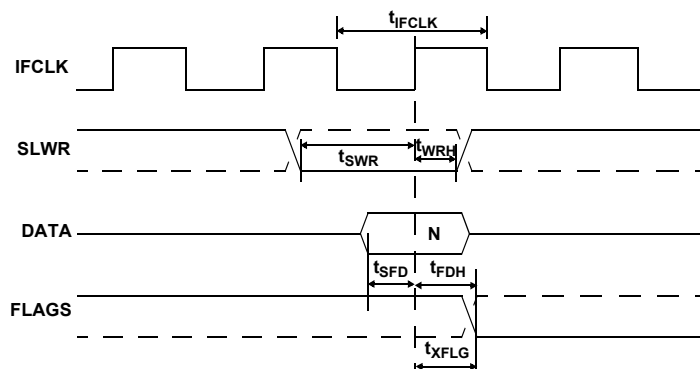 tIFCLK
IFCLK
SLWR
tSWR
tWRH
DATA
N
tSFD
tFDH
FLAGS
tXFLG